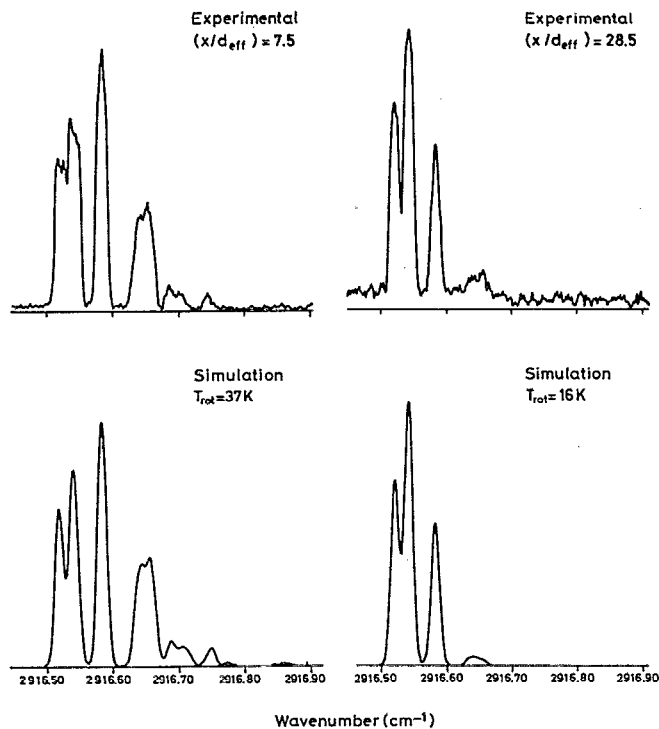 Experimental
(x/d_eff) = 7.5
Experimental
(x/d_eff) = 28.5
Simulation
T_rot=37K
Simulation
T_rot=16K
2916.50 2916.60 2916.70 2916.80 2916.90
2916.50 2916.60 2916.70 2916.80 2916.90
Wavenumber (cm⁻¹)